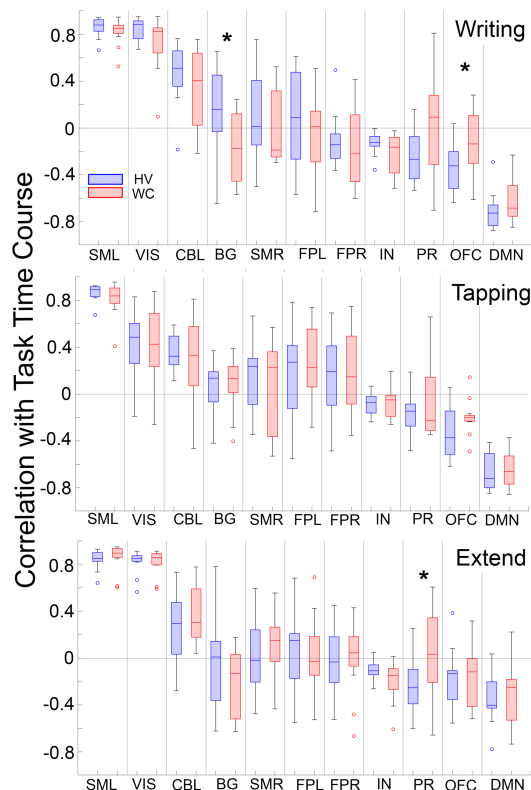 Correlation with Task Time Course
Writing
0.8
*
*
0.4
0
HV
-0.4
WC
-0.8
SML VIS CBL BG SMR FPL FPR IN PR OFC DMN
Tapping
0.8
0.4
0
-0.4
-0.8
SML VIS CBL BG SMR FPL FPR IN PR OFC DMN
Extend
0.8
*
0.4
0
-0.4
-0.8
SML VIS CBL BG SMR FPL FPR IN PR OFC DMN